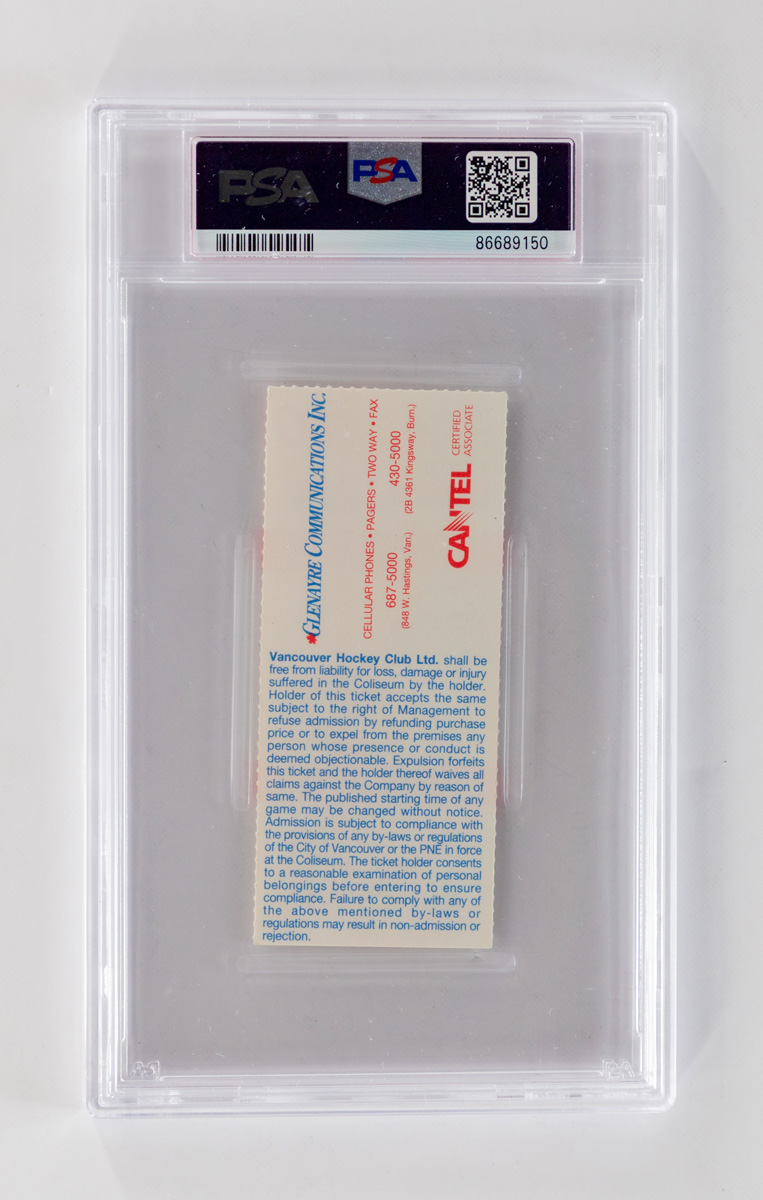 PSA
PSA
86689150
GLENAYRE COMMUNICATIONS INC.
CELLULAR PHONES • PAGERS • TWO WAY • FAX
687-5000 430-5000
(848 W. Hastings, Van.) (2B 4361 Kingsway, Burn.)
CANTEL CERTIFIED
ASSOCIATE
Vancouver Hockey Club Ltd. shall be
free from liability for loss, damage or injury
suffered in the Coliseum by the holder.
Holder of this ticket accepts the same
subject to the right of Management to
refuse admission by refunding purchase
price or to expel from the premises any
person whose presence or conduct is
deemed objectionable. Expulsion forfeits
this ticket and the holder thereof waives all
claims against the Company by reason of
same. The published starting time of any
game may be changed without notice.
Admission is subject to compliance with
the provisions of any by-laws or regulations
of the City of Vancouver or the PNE in force
at the Coliseum. The ticket holder consents
to a reasonable examination of personal
belongings before entering to ensure
compliance. Failure to comply with any of
the above mentioned by-laws or
regulations may result in non-admission or
rejection.